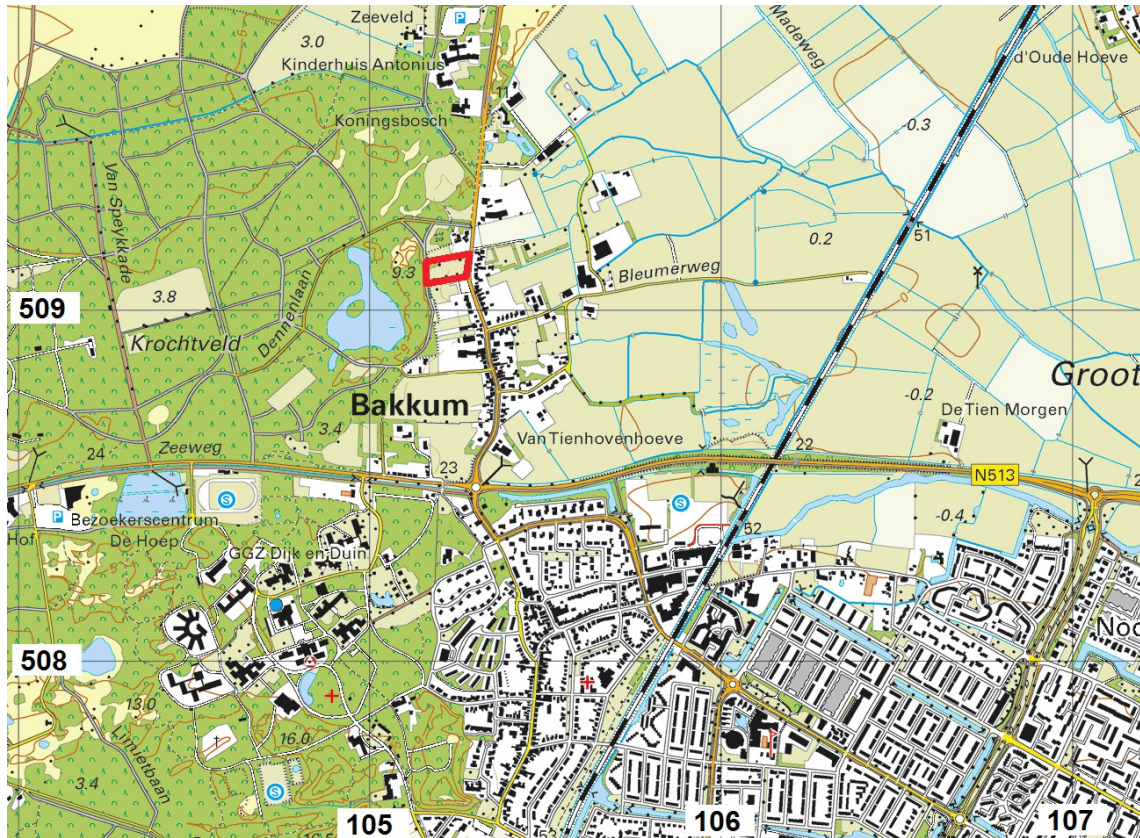 Zeeveld
P
3.0
Kinderhuis Antonius
Madeweg
d'Oude Hoeve
Koningsbosch
-0.3
Van Speykkade
51
0.2
9.3
Bleumerweg
3.8
509
Dennenlaan
Krochtveld
Groot
-0.2
De Tien Morgen
Bakkum
3.4
Van Tienhovenhoeve
22
Zeeweg
24
23
N513
S
S
P
Bezoekerscentrum
De Hoep
Hof
-0.4
52
GGZ Dijk en Duin
508
Noo
13.0
16.0
Limietbaan
3.4
S
105
106
107